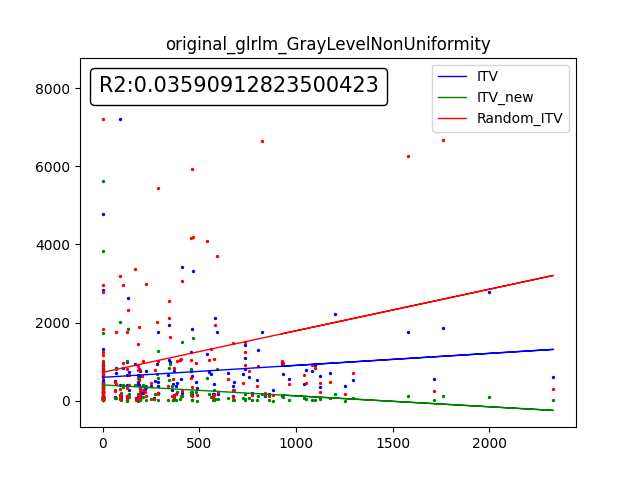 original_glrlm_GrayLevelNonUniformity
R2:0.03590912823500423
ITV
ITV_new
Random_ITV
8000
6000
4000
2000
0
0 500 1000 1500 2000